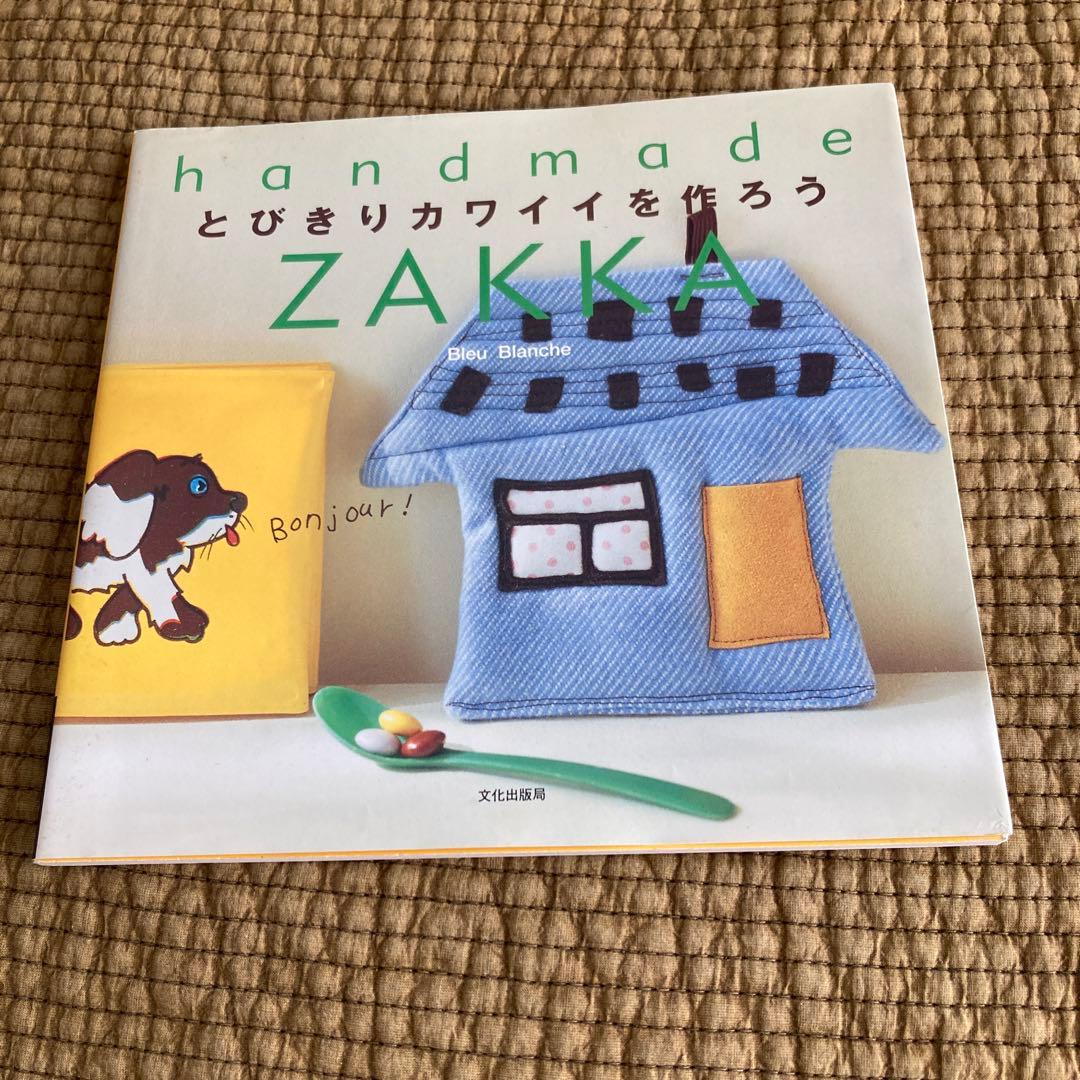 handmade
とびきりカワイイを作ろう
ZAKKA
Bleu Blanche
Bonjour!
文化出版局